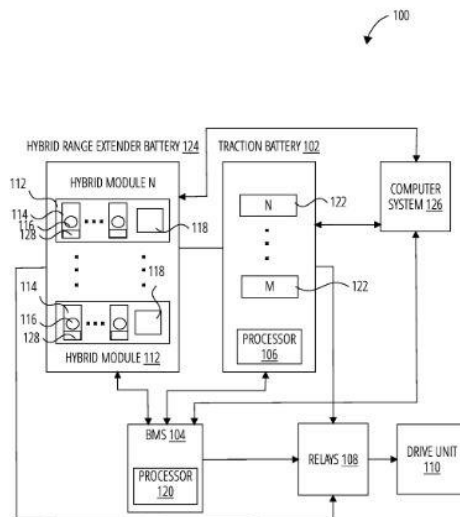 100
HYBRID RANGE EXTENDER BATTERY 124
TRACTION BATTERY 102
HYBRID MODULE N
112
114
116
128
118
N
122
COMPUTER
SYSTEM 126
118
114
116
128
M
122
HYBRID MODULE 112
PROCESSOR
106
BMS 104
PROCESSOR
120
RELAYS 108
DRIVE UNIT
110